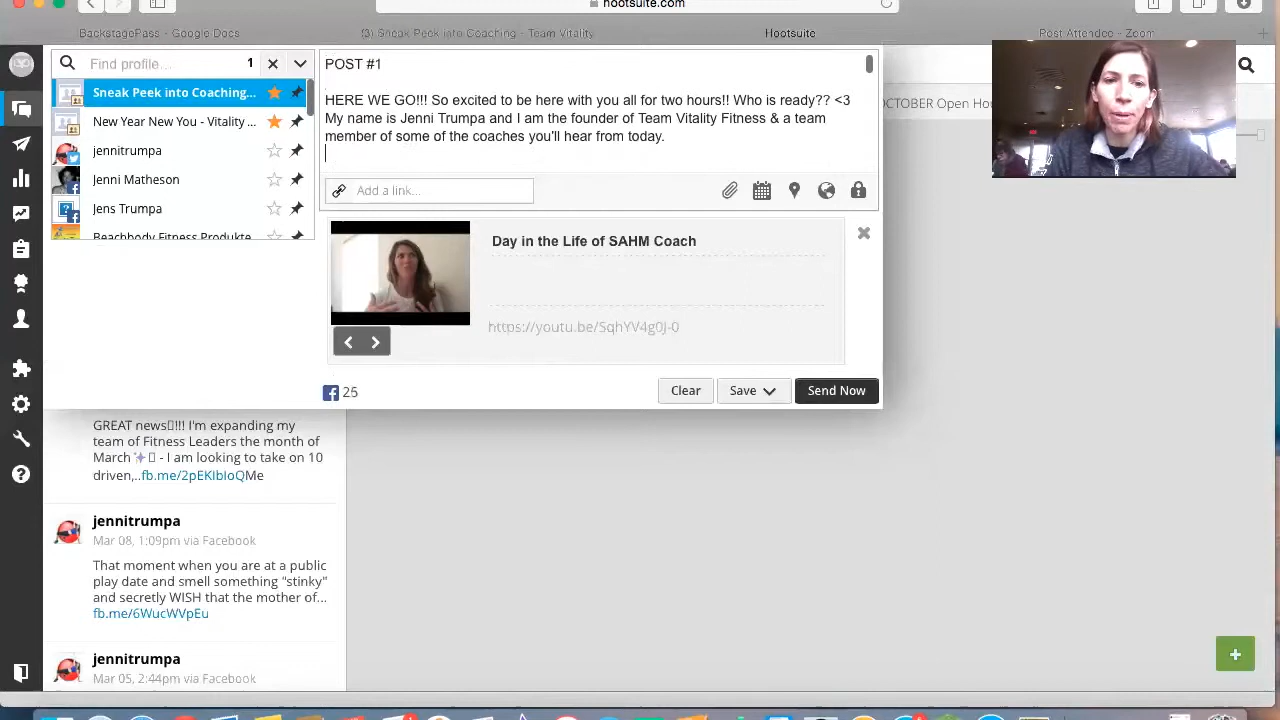 hootsuite.com
BackstagePass - Google Docs
(3) Sneak Peek into Coaching - Team Vitality
Hootsuite
Post Attendee - Zoom
Find profile...
1
Sneak Peek into Coaching...
New Year New You - Vitality ...
jennitrumpa
Jenni Matheson
Jens Trumpa
Beachbody Fitness Produkte
POST #1
HERE WE GO!!! So excited to be here with you all for two hours!! Who is ready?? <3
My name is Jenni Trumpa and I am the founder of Team Vitality Fitness & a team
member of some of the coaches you'll hear from today.
Add a link...
OCTOBER Open Hou
Day in the Life of SAHM Coach
https://youtu.be/SqhYV4g0J-0
25
Clear
Save
Send Now
GREAT news!!!! I'm expanding my
team of Fitness Leaders the month of
March - I am looking to take on 10
driven,..fb.me/2pEKIbIoQMe
jennitrumpa
Mar 08, 1:09pm via Facebook
That moment when you are at a public
play date and smell something "stinky"
and secretly WISH that the mother of...
fb.me/6WucWVpEu
jennitrumpa
Mar 05, 2:44pm via Facebook